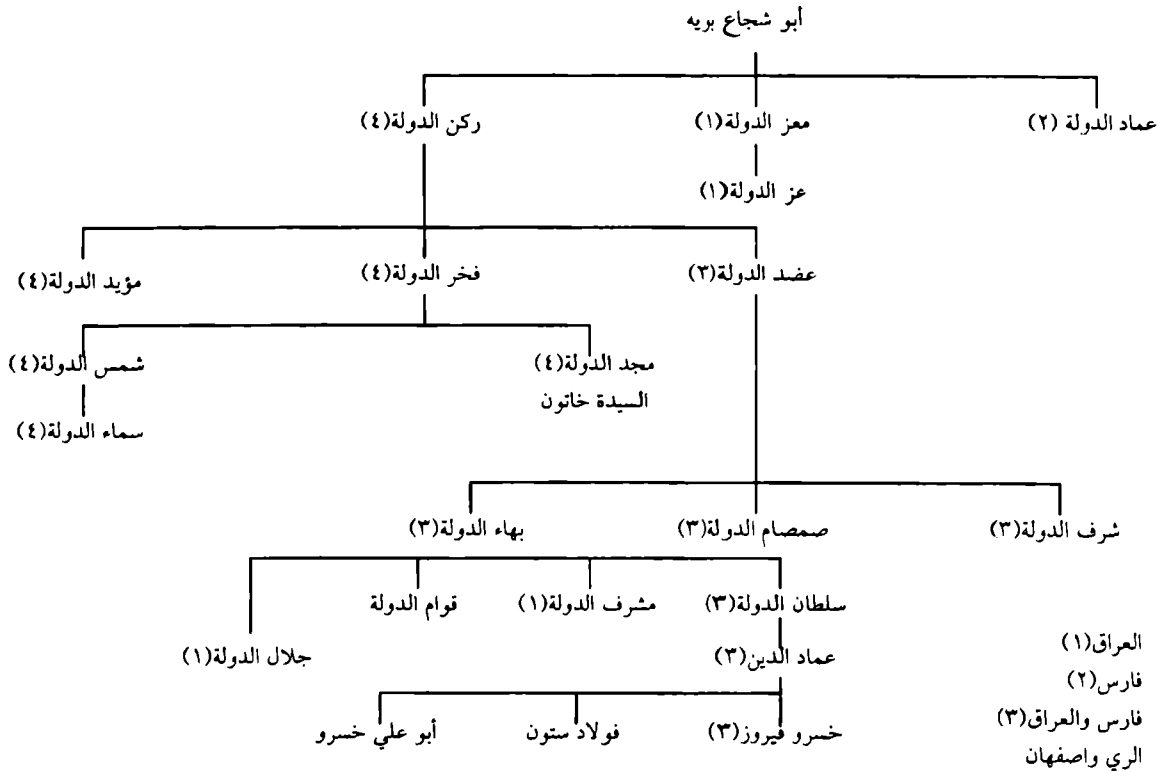 أبو شجاع بويه
عماد الدولة (٢)
معز الدولة(١)
ركن الدولة(٤)
عز الدولة(١)
عضد الدولة(٣)
فخر الدولة(٤)
مؤيد الدولة(٤)
مجد الدولة(٤)
السيدة خاتون
شمس الدولة(٤)
سماء الدولة(٤)
شرف الدولة(٣)
صمصام الدولة(٣)
بهاء الدولة(٣)
سلطان الدولة(٣)
مشرف الدولة(١)
قوام الدولة
جلال الدولة(١)
عماد الدين(٣)
خسرو فيروز(٣)
فولاد ستون
أبو علي خسرو
العراق(١)
فارس(٢)
فارس والعراق(٣)
الري واصفهان